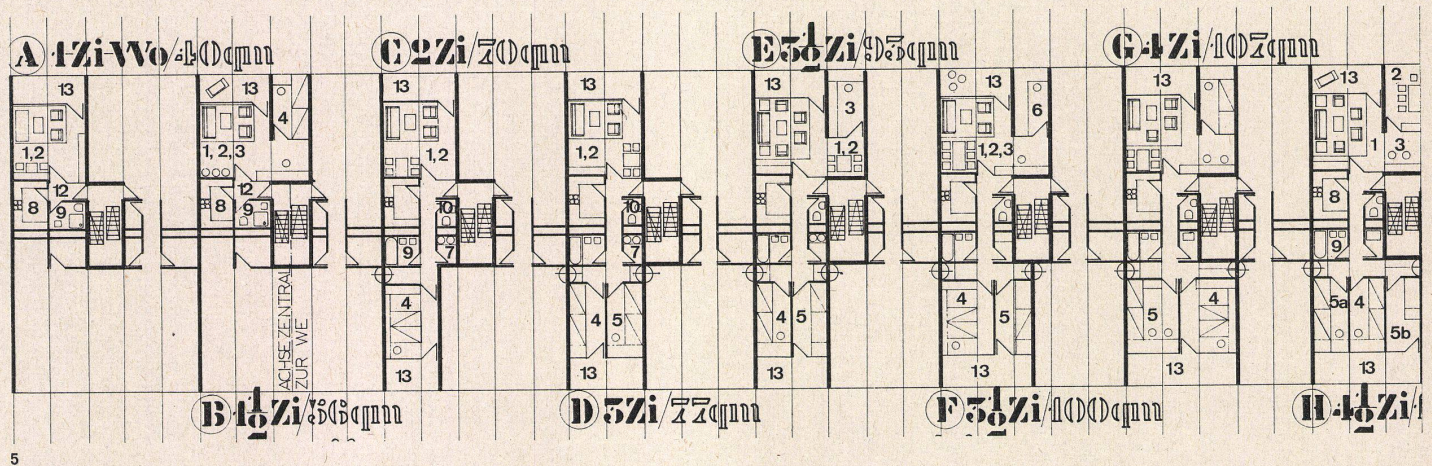 A 1-Zi-Wo/40qm C 2Zi/70qm E 3½Zi/93qm G 4Zi/107qm
13 13 13 13 13 13 13 13 2
4 3 6
1,2 1,2,3 1,2 1,2 1,2 1,2,3 1 3
12 12
8 9 8 9 10 10 8
9 7 7 9
4 4 5 4 5 4 5 5 4 5a 4 5b
13 13 13 13 13 13
ACHSE ZENTRAL
ZUR WE
B 1½Zi/56qm D 3Zi/77qm F 3½Zi/100qm H 4½Zi/
5